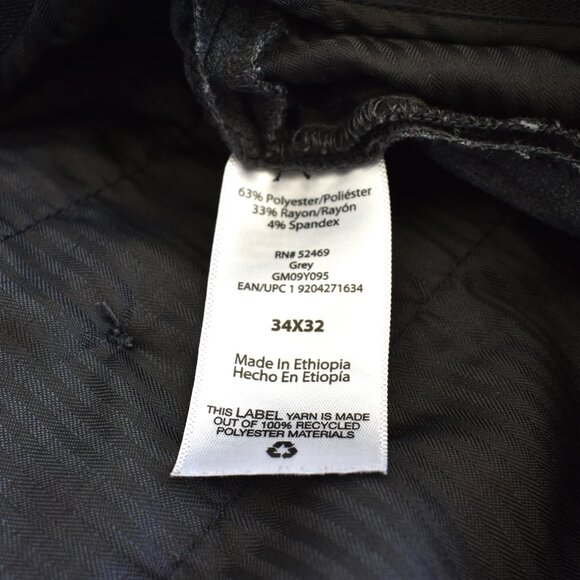 63% Polyester/Poliéster
33% Rayon/Rayón
4% Spandex
RN# 52469
Grey
GM09Y095
EAN/UPC 1 9204271634
34X32
Made In Ethiopia
Hecho En Etiopía
THIS LABEL YARN IS MADE
OUT OF 100% RECYCLED
POLYESTER MATERIALS